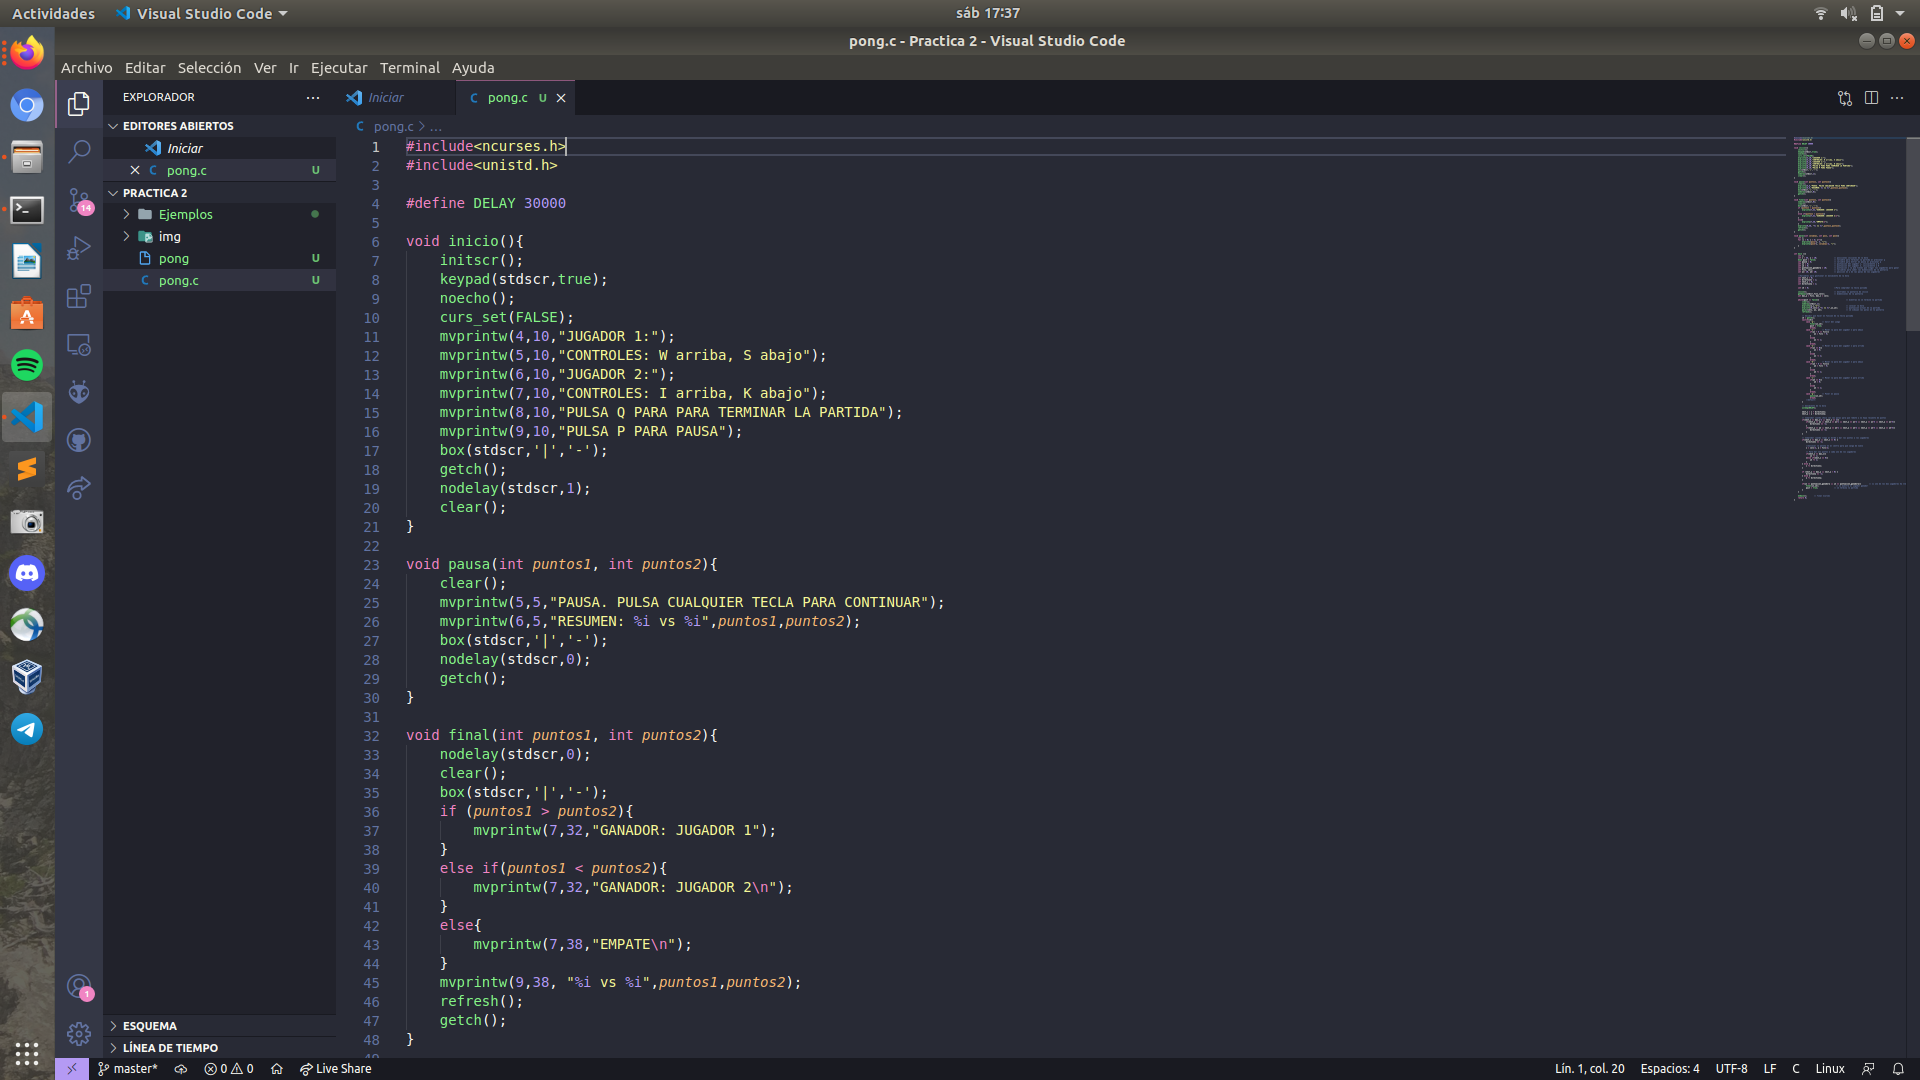 Actividades Visual Studio Code sáb 17:37
pong.c - Practica 2 - Visual Studio Code
Archivo Editar Selección Ver Ir Ejecutar Terminal Ayuda
EXPLORADOR
Iniciar
pong.c U
EDITORES ABIERTOS
Iniciar
pong.c U
PRACTICA 2
Ejemplos
img
pong U
pong.c U
ESQUEMA
LÍNEA DE TIEMPO
14
1
pong.c > ...
1 #include<ncurses.h>
2 #include<unistd.h>
3
4 #define DELAY 30000
5
6 void inicio(){
7 initscr();
8 keypad(stdscr,true);
9 noecho();
10 curs_set(FALSE);
11 mvprintw(4,10,"JUGADOR 1:");
12 mvprintw(5,10,"CONTROLES: W arriba, S abajo");
13 mvprintw(6,10,"JUGADOR 2:");
14 mvprintw(7,10,"CONTROLES: I arriba, K abajo");
15 mvprintw(8,10,"PULSA Q PARA PARA TERMINAR LA PARTIDA");
16 mvprintw(9,10,"PULSA P PARA PAUSA");
17 box(stdscr,'|','-');
18 getch();
19 nodelay(stdscr,1);
20 clear();
21 }
22
23 void pausa(int puntos1, int puntos2){
24 clear();
25 mvprintw(5,5,"PAUSA. PULSA CUALQUIER TECLA PARA CONTINUAR");
26 mvprintw(6,5,"RESUMEN: %i vs %i",puntos1,puntos2);
27 box(stdscr,'|','-');
28 nodelay(stdscr,0);
29 getch();
30 }
31
32 void final(int puntos1, int puntos2){
33 nodelay(stdscr,0);
34 clear();
35 box(stdscr,'|','-');
36 if (puntos1 > puntos2){
37 mvprintw(7,32,"GANADOR: JUGADOR 1");
38 }
39 else if(puntos1 < puntos2){
40 mvprintw(7,32,"GANADOR: JUGADOR 2\n");
41 }
42 else{
43 mvprintw(7,38,"EMPATE\n");
44 }
45 mvprintw(9,38, "%i vs %i",puntos1,puntos2);
46 refresh();
47 getch();
48 }
master* 0 0 Live Share Lín. 1, col. 20 Espacios: 4 UTF-8 LF C Linux